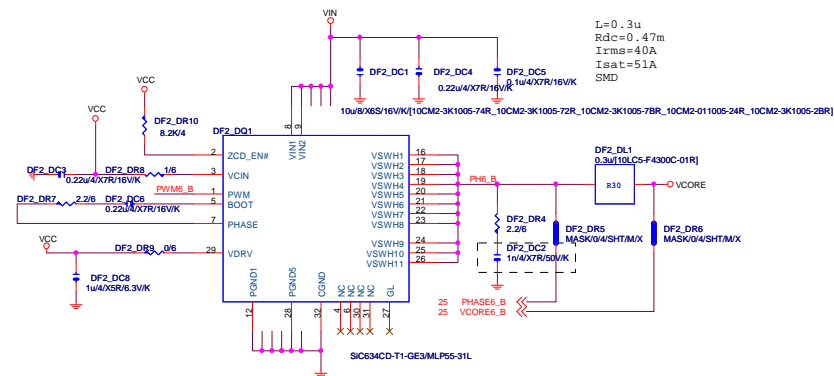 VIN
L=0.3u
Rdc=0.47m
Irms=40A
Isat=51A
SMD
VCC
DF2_DC1
DF2_DC4
0.22u/4/X7R/16V/K
DF2_DC5
0.1u/4/X7R/16V/K
10u/8/X6S/16V/K/[10CM2-3K1005-74R_10CM2-3K1005-72R_10CM2-3K1005-7BR_10CM2-011005-24R_10CM2-3K1005-2BR]
VCC
DF2_DR10
8.2K/4
DF2_DQ1
8
9
VIN1
VIN2
2
ZCD_EN#
DF2_DC3
0.22u/4/X7R/16V/K
DF2_DR8
1/6
3
VCIN
PWM6_B
1
PWM
DF2_DR7
2.2/6
DF2_DC6
0.22u/4/X7R/16V/K
5
BOOT
7
PHASE
VCC
DF2_DR9
0/6
29
VDRV
DF2_DC8
1u/4/X5R/6.3V/K
VSWH1
16
VSWH2
17
VSWH3
18
VSWH4
19
VSWH5
20
VSWH6
21
VSWH7
22
VSWH8
23
VSWH9
24
VSWH10
25
VSWH11
26
PH6_B
DF2_DL1
0.3u/[10LC5-F4300C-01R]
R30
VCORE
DF2_DR4
2.2/6
DF2_DC2
1n/4/X7R/50V/K
DF2_DR5
MASK/0/4/SHT/M/X
DF2_DR6
MASK/0/4/SHT/M/X
25 PHASE6_B
25 VCORE6_B
PGND1
PGND5
CGND
NC
NC
NC
NC
GL
12
28
32
4
6
30
31
27
SiC634CD-T1-GE3/MLP55-31L